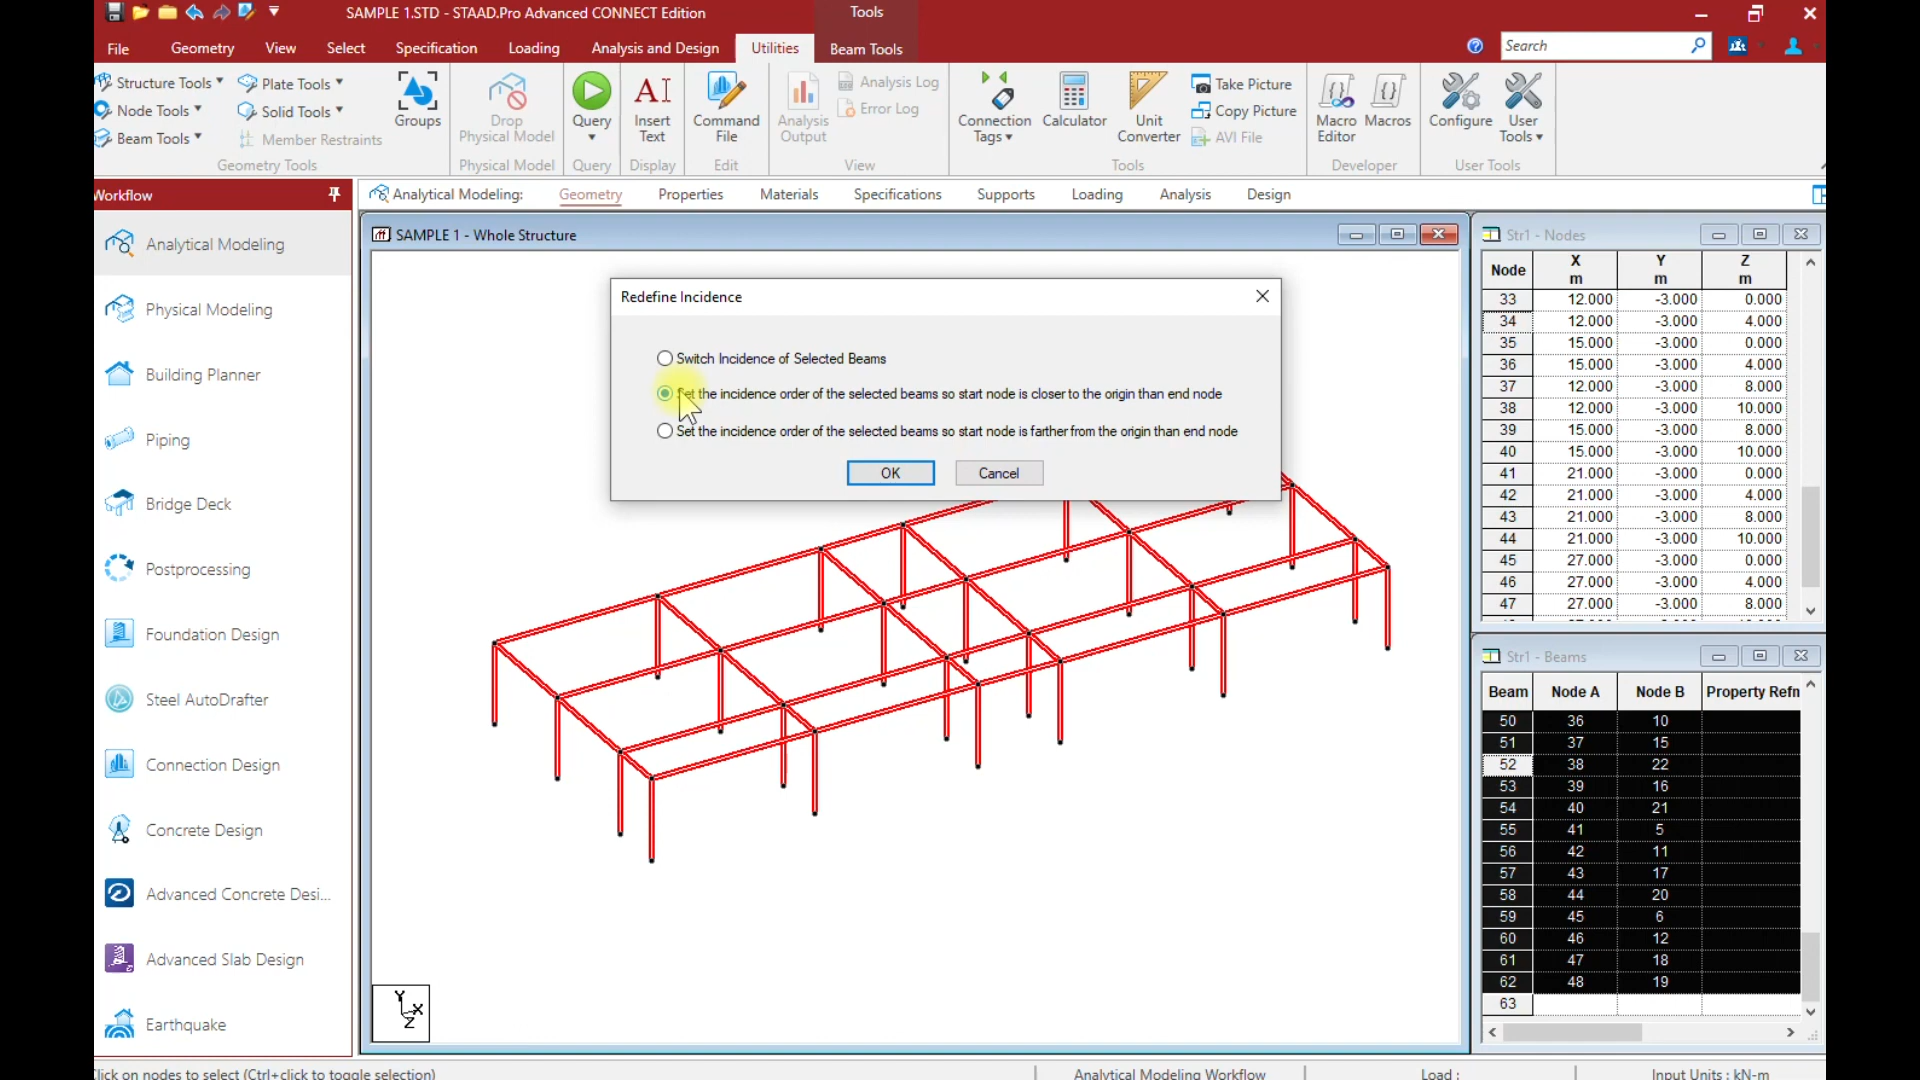 SAMPLE 1.STD - STAAD.Pro Advanced CONNECT Edition
Tools
File
Geometry
View
Select
Specification
Loading
Analysis and Design
Utilities
Beam Tools
Search
Structure Tools
Node Tools
Beam Tools
Plate Tools
Solid Tools
Member Restraints
Geometry Tools
Groups
Drop
Physical Model
Physical Model
Query
Query
Insert
Text
Display
Command
File
Edit
Analysis
Output
Analysis Log
Error Log
View
Connection
Tags
Calculator
Unit
Converter
Take Picture
Copy Picture
AVI File
Tools
Macro
Editor
Macros
Developer
Configure
User
Tools
User Tools
Workflow
Analytical Modeling
Physical Modeling
Building Planner
Piping
Bridge Deck
Postprocessing
Foundation Design
Steel AutoDrafter
Connection Design
Concrete Design
Advanced Concrete Desi...
Advanced Slab Design
Earthquake
Analytical Modeling:
Geometry
Properties
Materials
Specifications
Supports
Loading
Analysis
Design
SAMPLE 1 - Whole Structure
Redefine Incidence
Switch Incidence of Selected Beams
Set the incidence order of the selected beams so start node is closer to the origin than end node
Set the incidence order of the selected beams so start node is farther from the origin than end node
OK
Cancel
Y
X
Z
Str1 - Nodes
Node X m Y m Z m
33 12.000 -3.000 0.000
34 12.000 -3.000 4.000
35 15.000 -3.000 0.000
36 15.000 -3.000 4.000
37 12.000 -3.000 8.000
38 12.000 -3.000 10.000
39 15.000 -3.000 8.000
40 15.000 -3.000 10.000
41 21.000 -3.000 0.000
42 21.000 -3.000 4.000
43 21.000 -3.000 8.000
44 21.000 -3.000 10.000
45 27.000 -3.000 0.000
46 27.000 -3.000 4.000
47 27.000 -3.000 8.000
Str1 - Beams
Beam Node A Node B Property Refn
50 36 10
51 37 15
52 38 22
53 39 16
54 40 21
55 41 5
56 42 11
57 43 17
58 44 20
59 45 6
60 46 12
61 47 18
62 48 19
63
Click on nodes to select (Ctrl+click to toggle selection)
Analytical Modeling Workflow
Load :
Input Units : kN-m